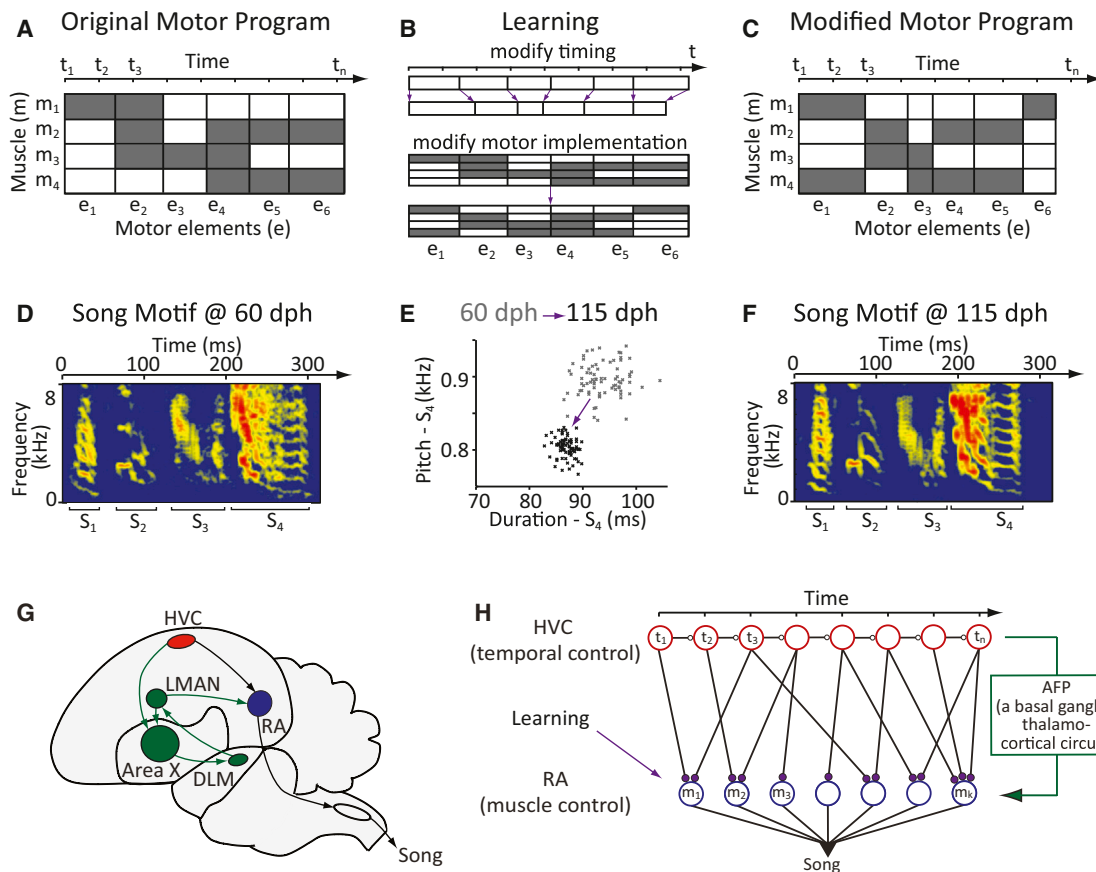 A Original Motor Program
Time
t1 t2 t3 tn
Muscle (m)
m1
m2
m3
m4
e1 e2 e3 e4 e5 e6
Motor elements (e)
B Learning
modify timing t
modify motor implementation
e1 e2 e3 e4 e5 e6
C Modified Motor Program
Time
t1 t2 t3 tn
Muscle (m)
m1
m2
m3
m4
e1 e2 e3 e4 e5 e6
Motor elements (e)
D Song Motif @ 60 dph
Time (ms)
0 100 200 300
Frequency (kHz)
8
0
S1 S2 S3 S4
E 60 dph 115 dph
Pitch - S4 (kHz)
0.9
0.8
70 80 90 100
Duration - S4 (ms)
F Song Motif @ 115 dph
Time (ms)
0 100 200 300
Frequency (kHz)
8
0
S1 S2 S3 S4
G
HVC
LMAN
RA
Area X
DLM
Song
H
Time
HVC
(temporal control)
t1 t2 t3 tn
AFP
(a basal gangl
thalamo-
cortical circu
Learning
RA
(muscle control)
m1 m2 m3 mk
Song